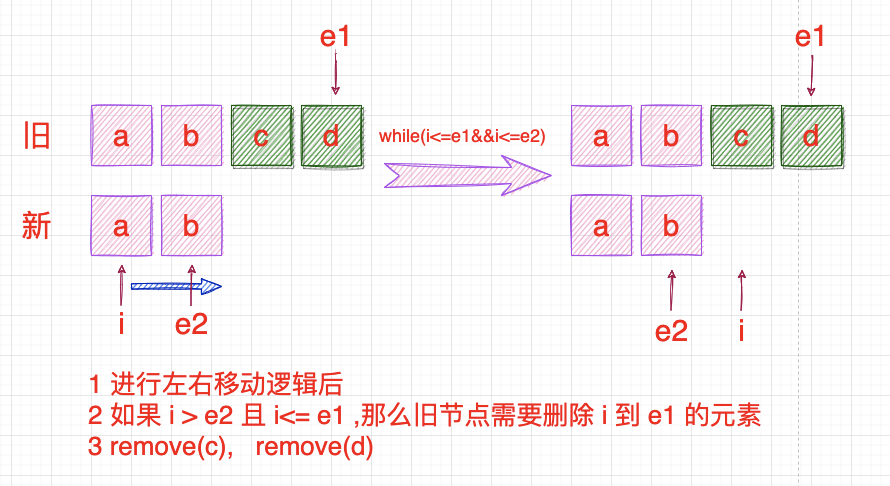 e1
e1
旧 a b c d while(i<=e1&&i<=e2) a b c d
新 a b a b
i e2 e2 i
1 进行左右移动逻辑后
2 如果 i > e2 且 i<= e1 ,那么旧节点需要删除 i 到 e1 的元素
3 remove(c), remove(d)